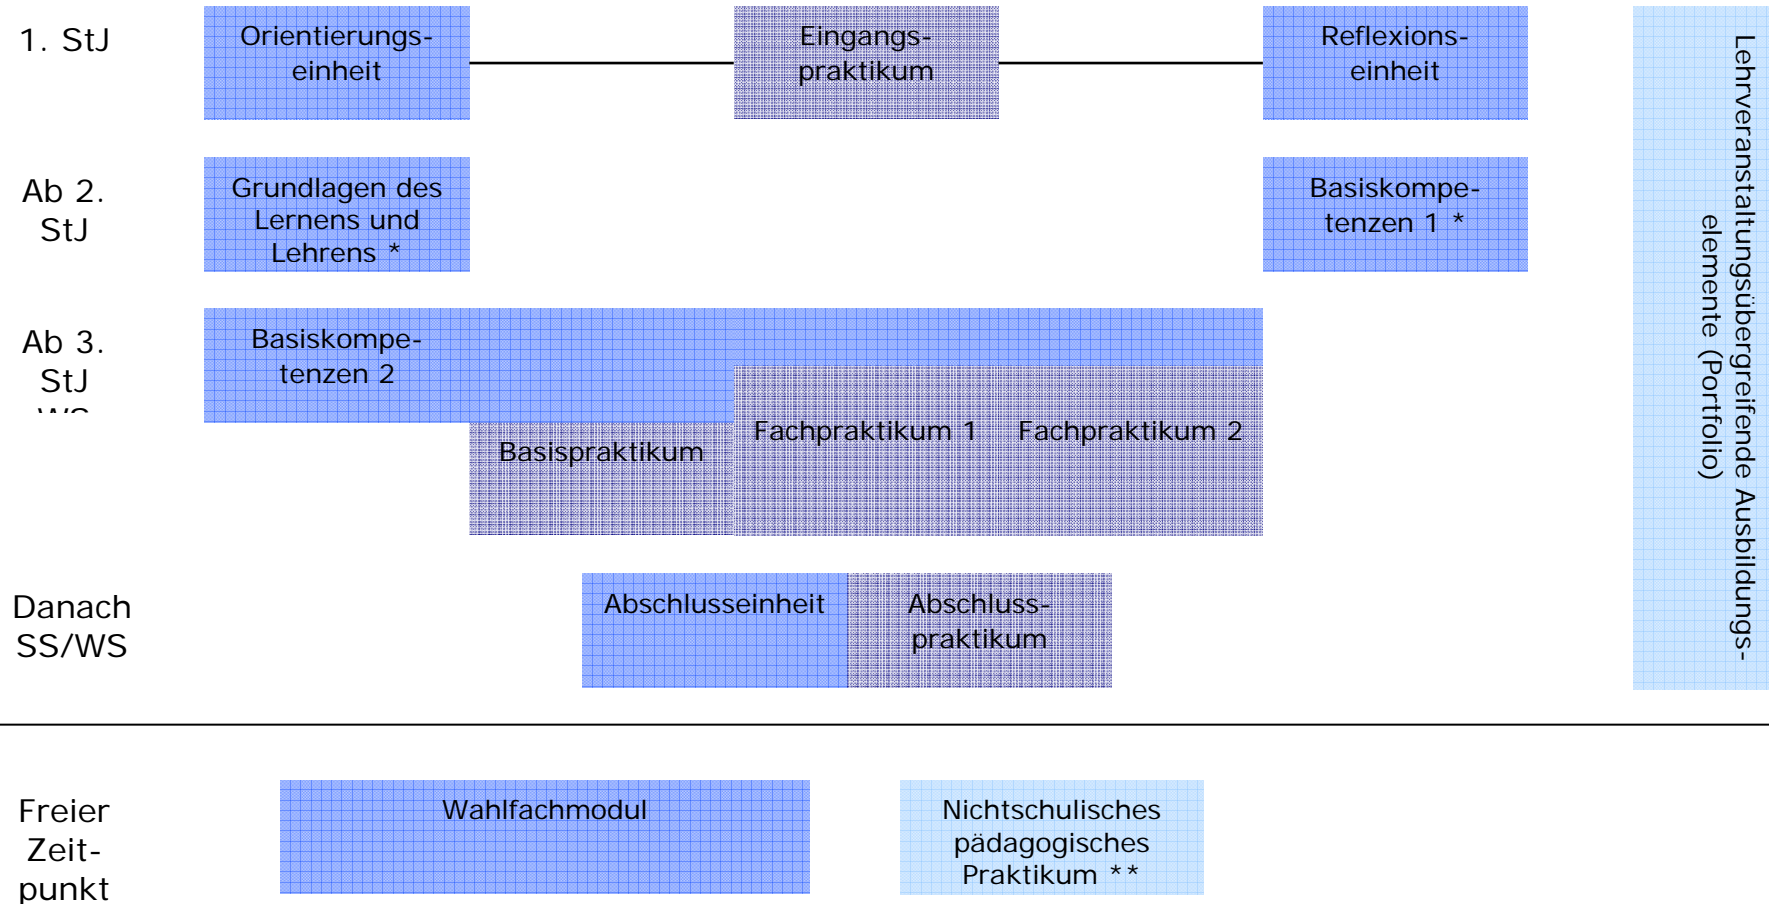 1. StJ
Orientierungs-
einheit
Eingangs-
praktikum
Reflexions-
einheit
Ab 2.
StJ
Grundlagen des
Lernens und
Lehrens *
Basiskompe-
tenzen 1 *
Ab 3.
StJ
Basiskompe-
tenzen 2
Basispraktikum
Fachpraktikum 1
Fachpraktikum 2
Danach
SS/WS
Abschlusseinheit
Abschluss-
praktikum
Lehrveranstaltungsübergreifende Ausbildungs-
elemente (Portfolio)
Freier
Zeit-
punkt
Wahlfachmodul
Nichtschulisches
pädagogisches
Praktikum **